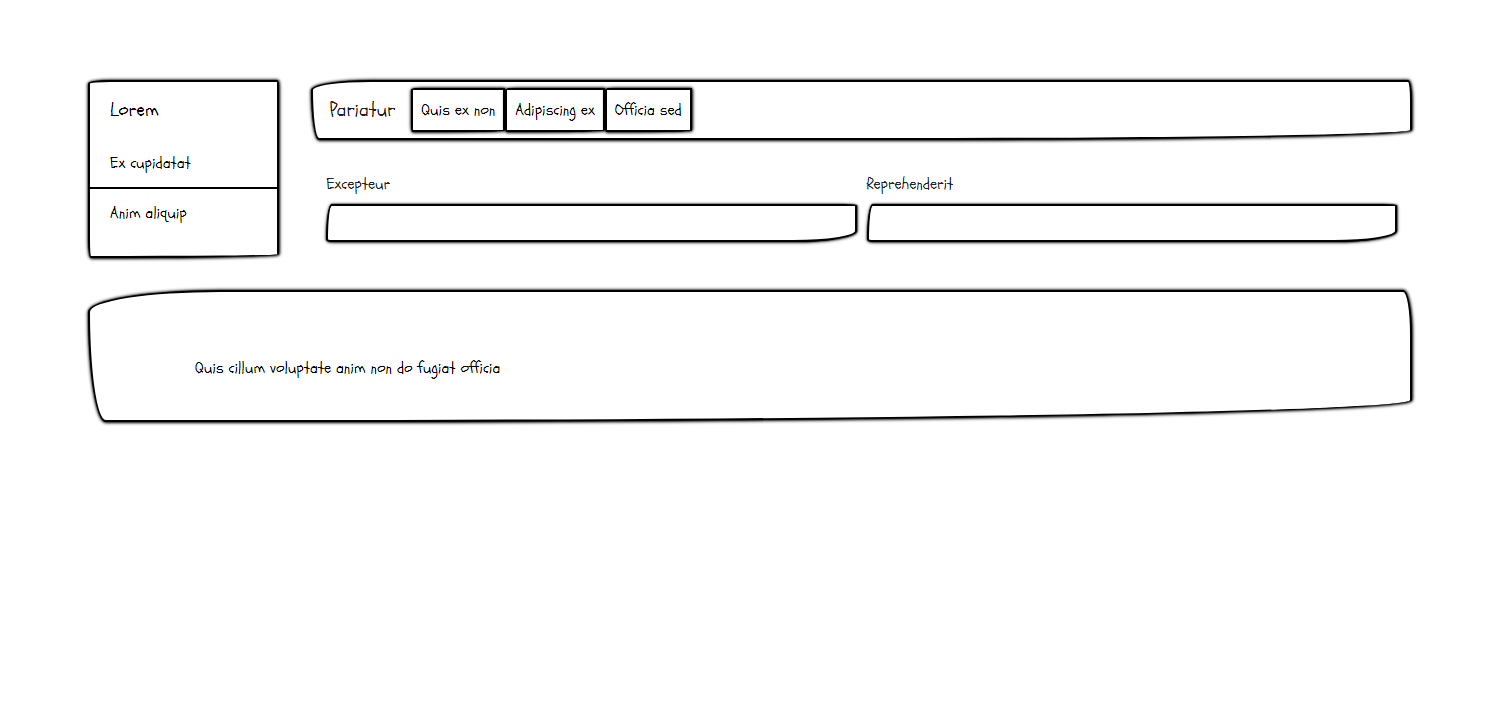 Lorem
Ex cupidatat
Anim aliquip
Pariatur Quis ex non Adipiscing ex Officia sed
Excepteur Reprehenderit
Quis cillum voluptate anim non do fugiat officia